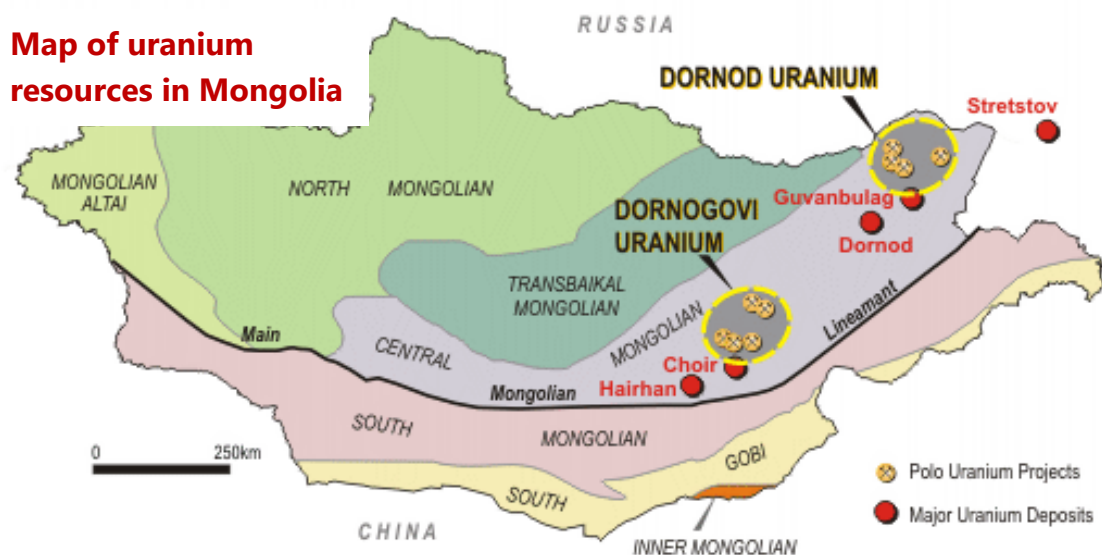 Map of uranium
resources in Mongolia
RUSSIA
DORNOD URANIUM
Stretstov
MONGOLIAN
ALTAI
NORTH MONGOLIAN
Guvanbulag
Dornod
DORNOGOVI
URANIUM
TRANSBAIKAL
MONGOLIAN
Main
CENTRAL
MONGOLIAN
Lineamant
Choir
Hairhan
Mongolian
SOUTH MONGOLIAN
0 250km
GOBI
SOUTH
Polo Uranium Projects
Major Uranium Deposits
CHINA
INNER MONGOLIAN